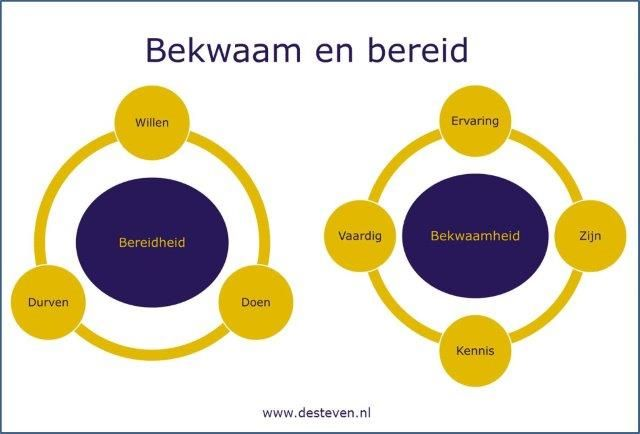 Bekwaam en bereid
Willen
Bereidheid
Durven
Doen
Ervaring
Vaardig
Bekwaamheid
Zijn
Kennis
www.desteven.nl